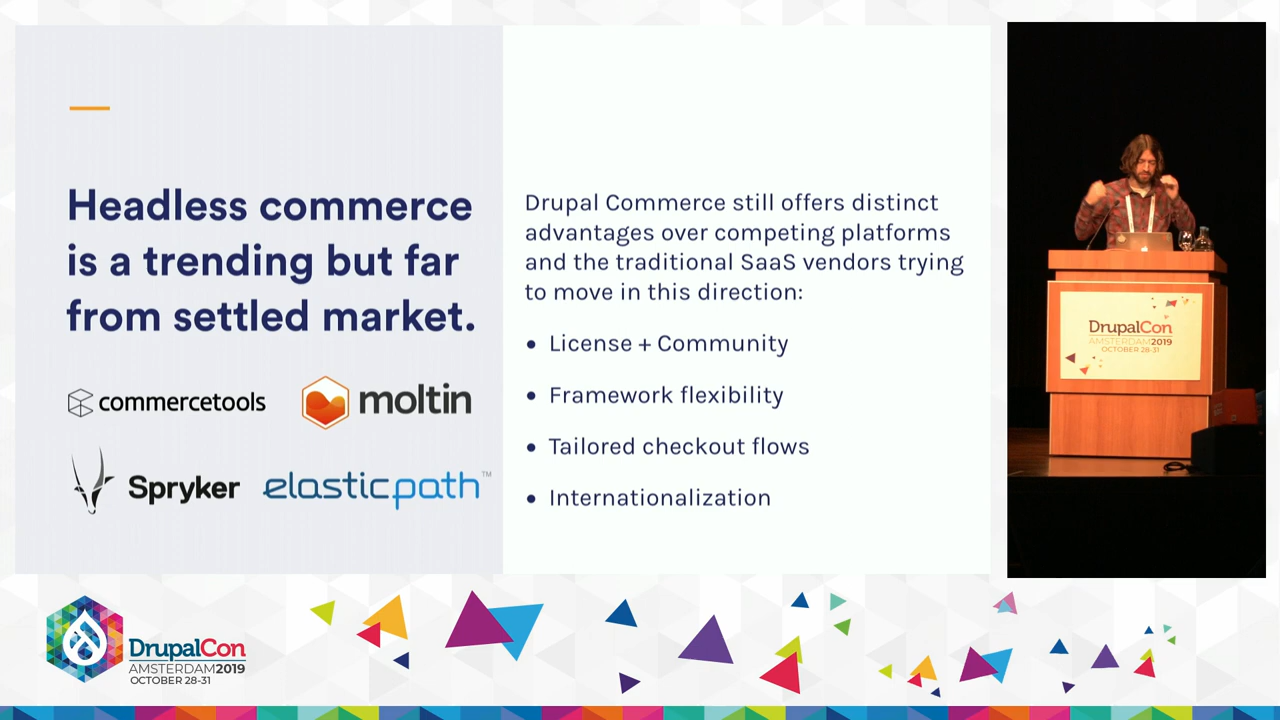 Headless commerce
is a trending but far
from settled market.
commercetools
moltin
Spryker
elasticpath™
Drupal Commerce still offers distinct
advantages over competing platforms
and the traditional SaaS vendors trying
to move in this direction:
• License + Community
• Framework flexibility
• Tailored checkout flows
• Internationalization
DrupalCon
AMSTERDAM2019
OCTOBER 28-31
DrupalCon
AMSTERDAM2019
OCTOBER 28-31